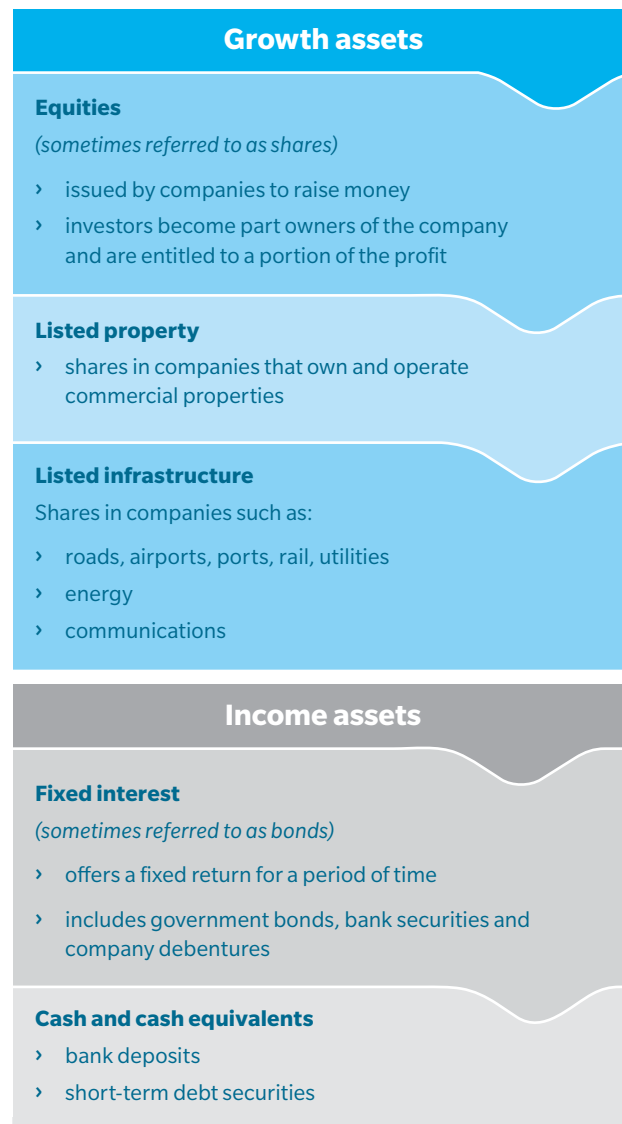 Growth assets
Equities
(sometimes referred to as shares)
› issued by companies to raise money
› investors become part owners of the company
and are entitled to a portion of the profit
Listed property
› shares in companies that own and operate
commercial properties
Listed infrastructure
Shares in companies such as:
› roads, airports, ports, rail, utilities
› energy
› communications
Income assets
Fixed interest
(sometimes referred to as bonds)
› offers a fixed return for a period of time
› includes government bonds, bank securities and
company debentures
Cash and cash equivalents
› bank deposits
› short-term debt securities